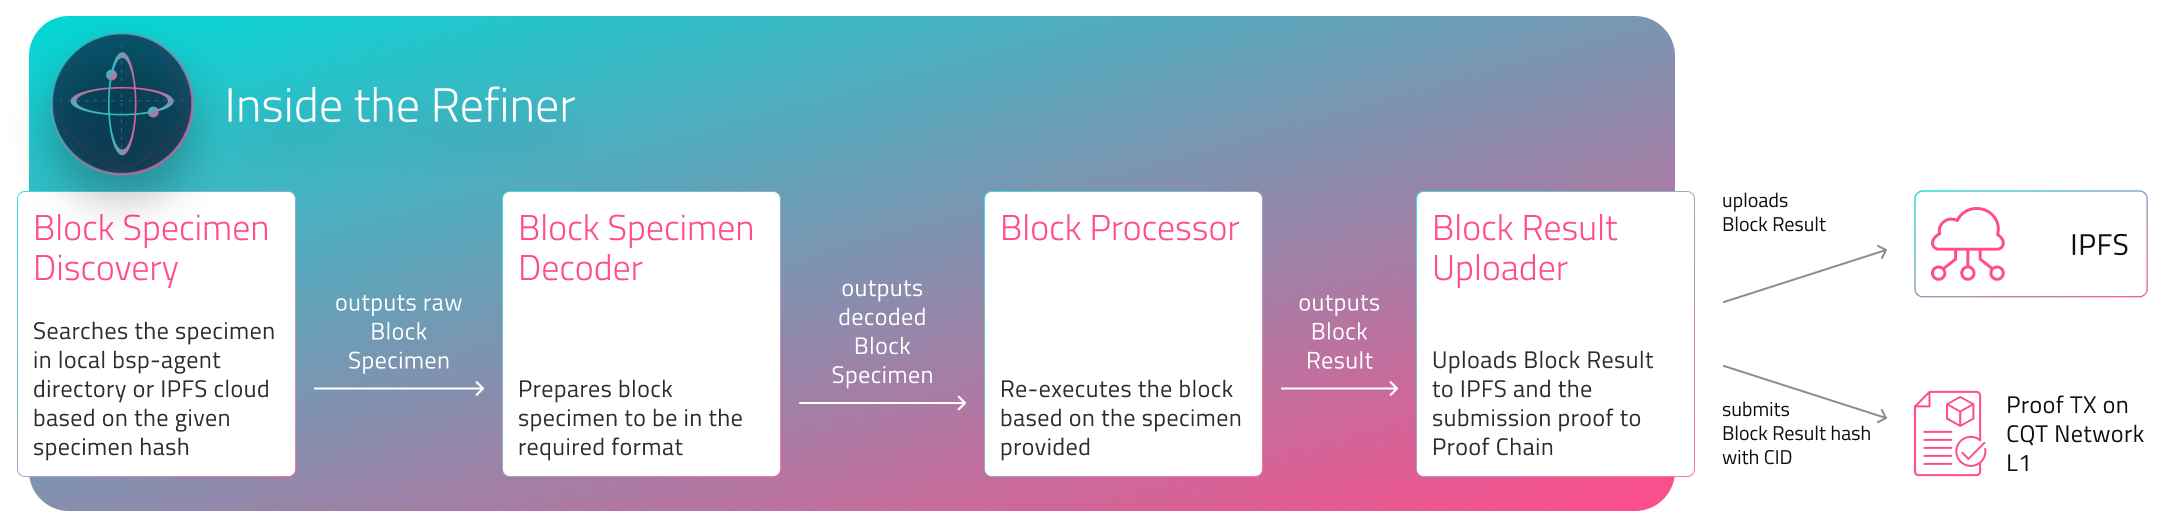 Inside the Refiner
Block Specimen
Discovery
Searches the specimen
in local bsp-agent
directory or IPFS cloud
based on the given
specimen hash
outputs raw
Block
Specimen
Block Specimen
Decoder
Prepares block
specimen to be in the
required format
outputs
decoded
Block
Specimen
Block Processor
Re-executes the block
based on the specimen
provided
outputs
Block
Result
Block Result
Uploader
Uploads Block Result
to IPFS and the
submission proof to
Proof Chain
uploads
Block Result
IPFS
submits
Block Result hash
with CID
Proof TX on
CQT Network
L1